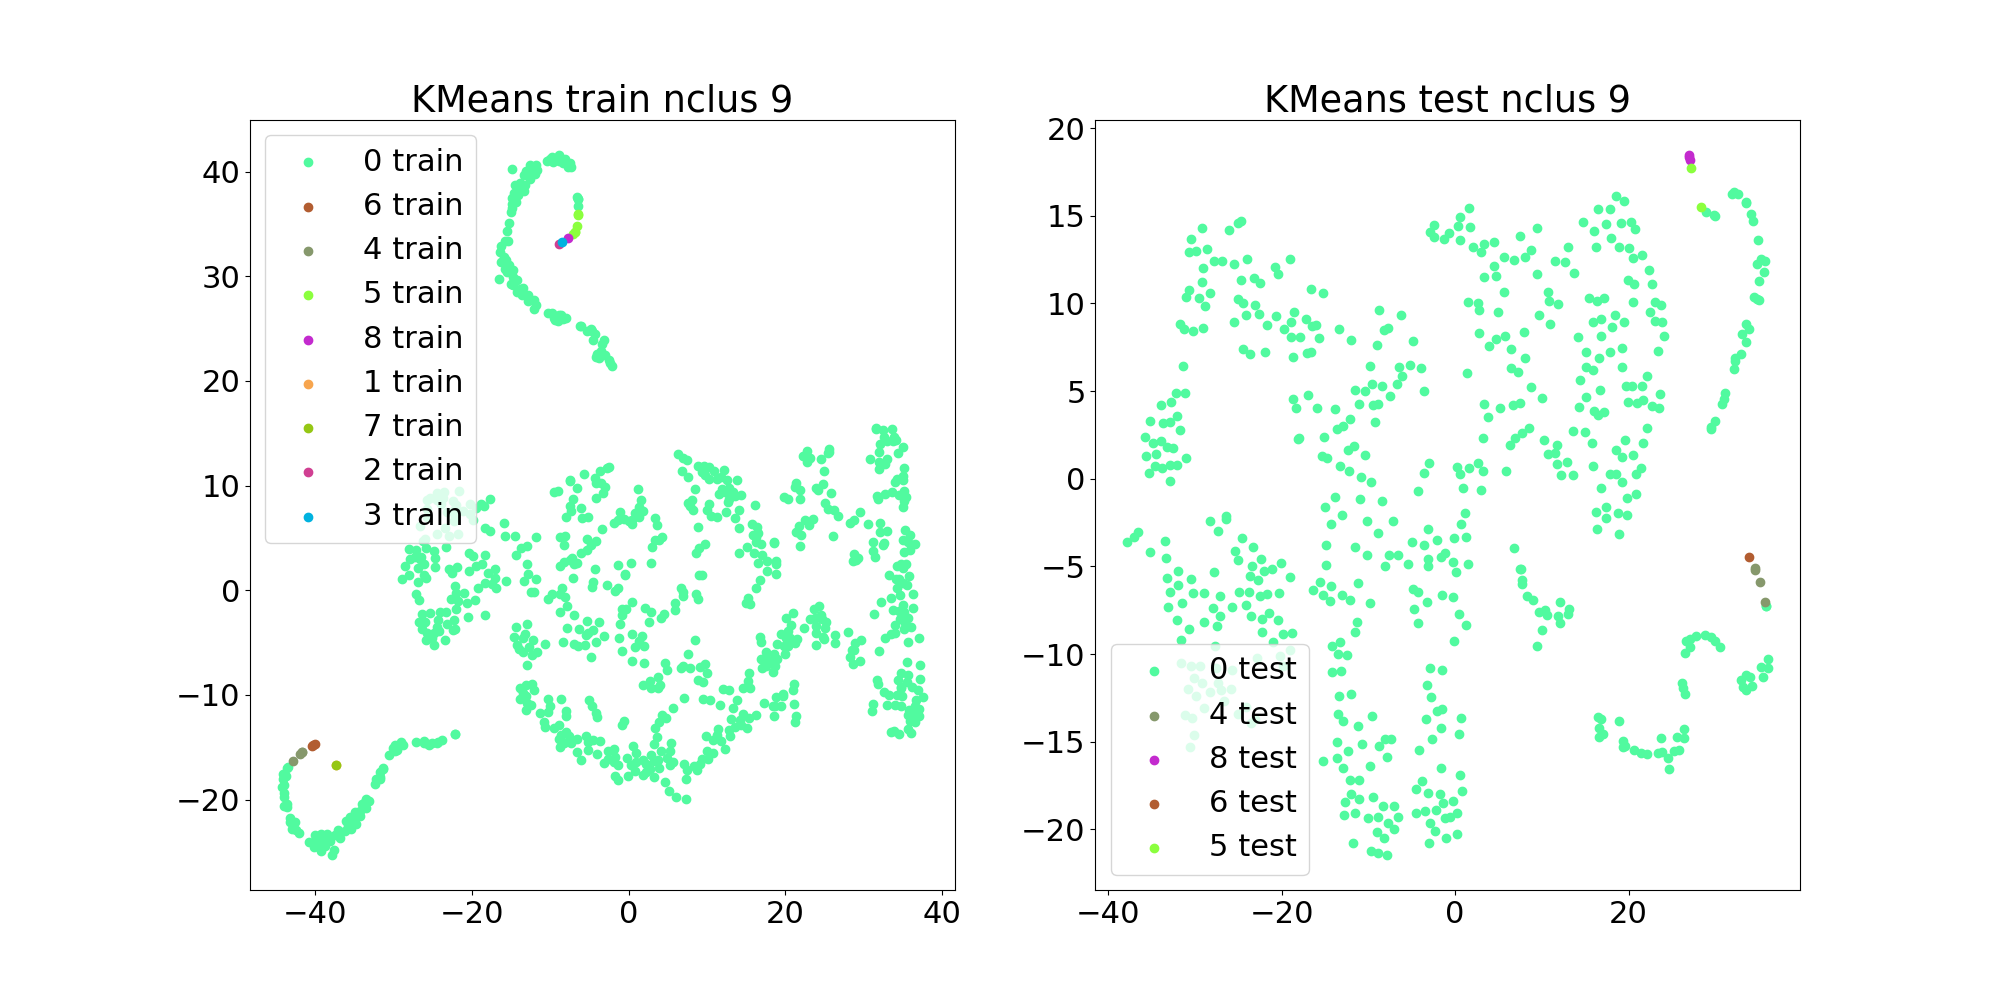 KMeans train nclus 9
40
30
20
10
0
−10
−20
−40
−20
0
20
40
0 train
6 train
4 train
5 train
8 train
1 train
7 train
2 train
3 train
KMeans test nclus 9
20
15
10
5
0
−5
−10
−15
−20
−40
−20
0
20
0 test
4 test
8 test
6 test
5 test